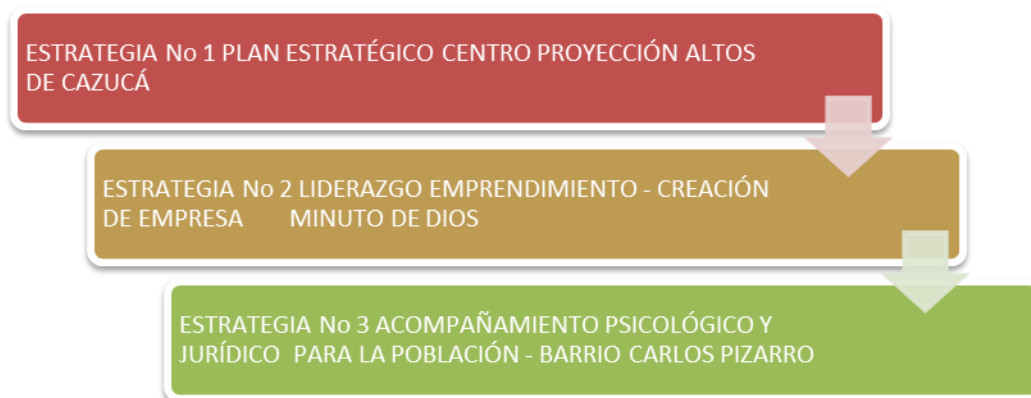 ESTRATEGIA No 1 PLAN ESTRATÉGICO CENTRO PROYECCIÓN ALTOS
DE CAZUCÁ
ESTRATEGIA No 2 LIDERAZGO EMPRENDIMIENTO - CREACIÓN
DE EMPRESA MINUTO DE DIOS
ESTRATEGIA No 3 ACOMPAÑAMIENTO PSICOLÓGICO Y
JURÍDICO PARA LA POBLACIÓN - BARRIO CARLOS PIZARRO